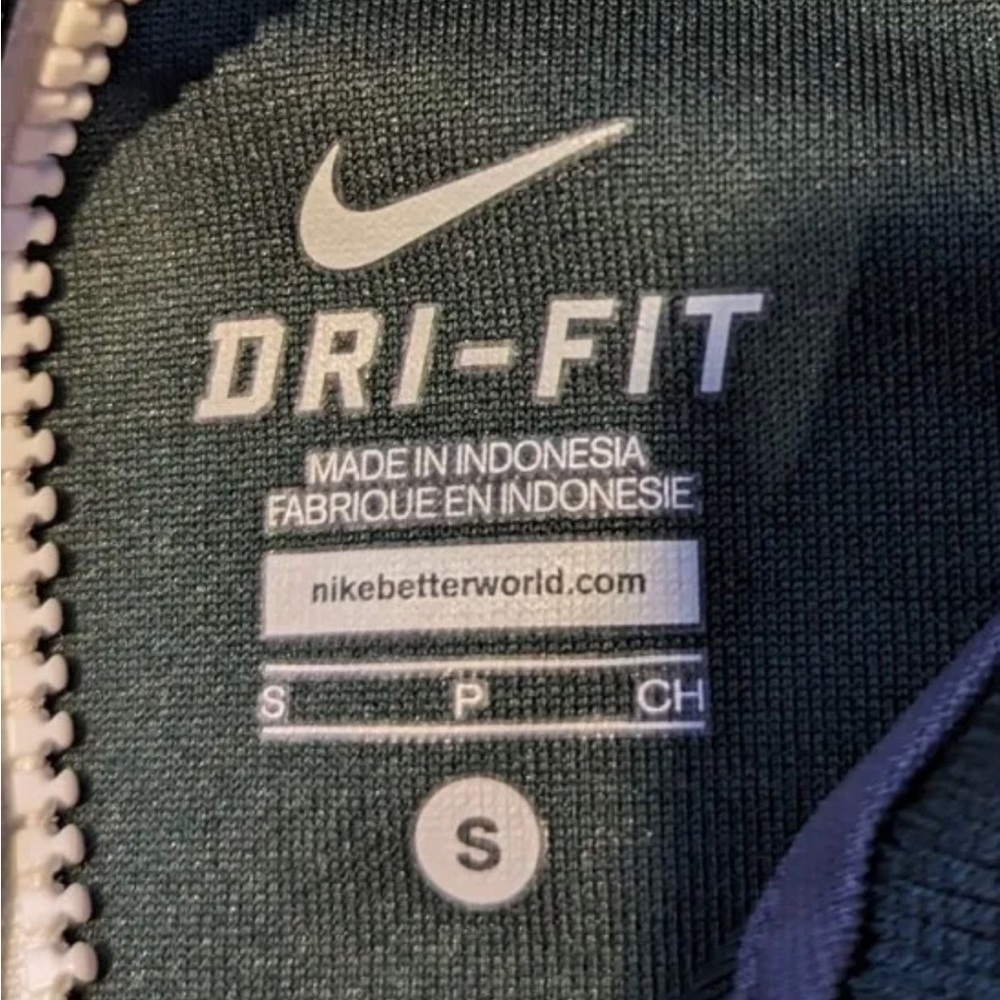 DRI-FIT
MADE IN INDONESIA
FABRIQUE EN INDONESIE
nikebetterworld.com
S P CH
S